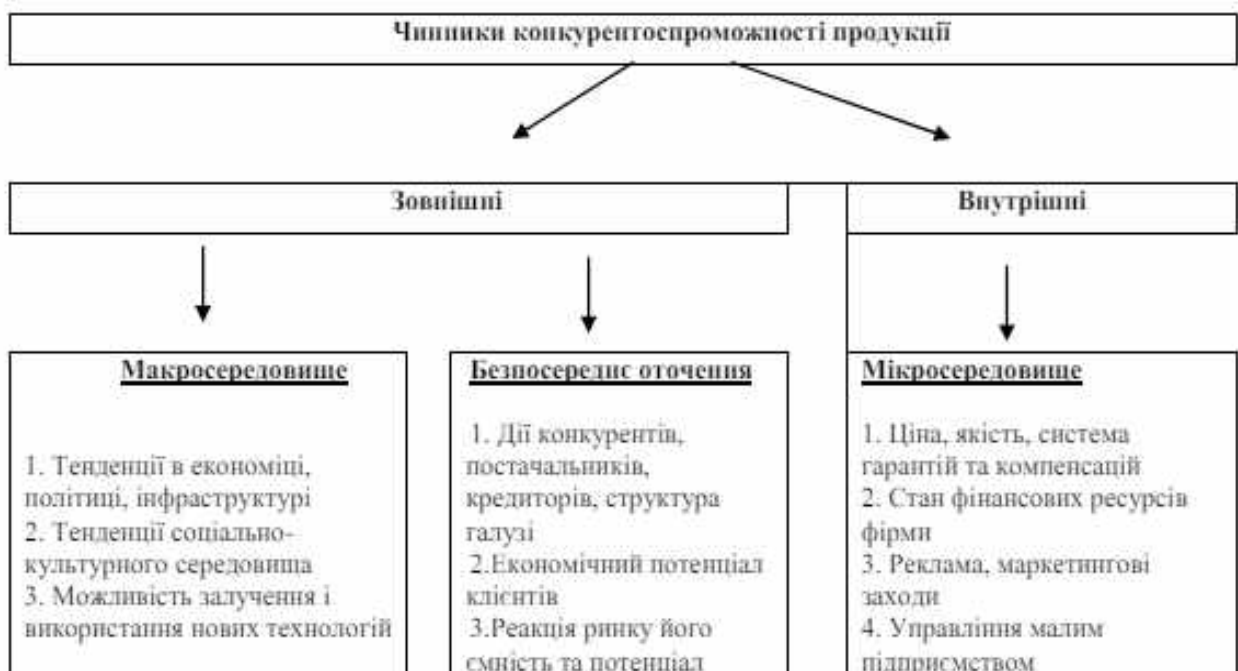 Чинники конкурентоспроможності продукції
Зовнішні
Внутрішні
Макросередовище
1. Тенденції в економіці,
політиці, інфраструктурі
2. Тенденції соціально-
культурного середовища
3. Можливість залучення і
використання нових технологій
Безпосереднє оточення
1. Дії конкурентів,
постачальників,
кредиторів, структура
галузі
2.Економічний потенціал
клієнтів
3.Реакція ринку його
ємність та потенціал
Мікросередовище
1. Ціна, якість, система
гарантій та компенсацій
2. Стан фінансових ресурсів
фірми
3. Реклама, маркетингові
заходи
4. Управління малим
підприємством